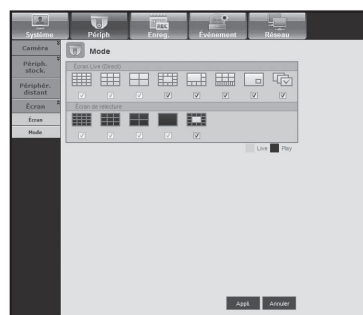 Système Périph Enreg. Événement Réseau
REC
Caméra
Périph. stock.
Périphér. distant
Écran
Écran
Mode
Mode
Écran Live (Direct)
Écran de relecture
Live Play
Appli. Annuler